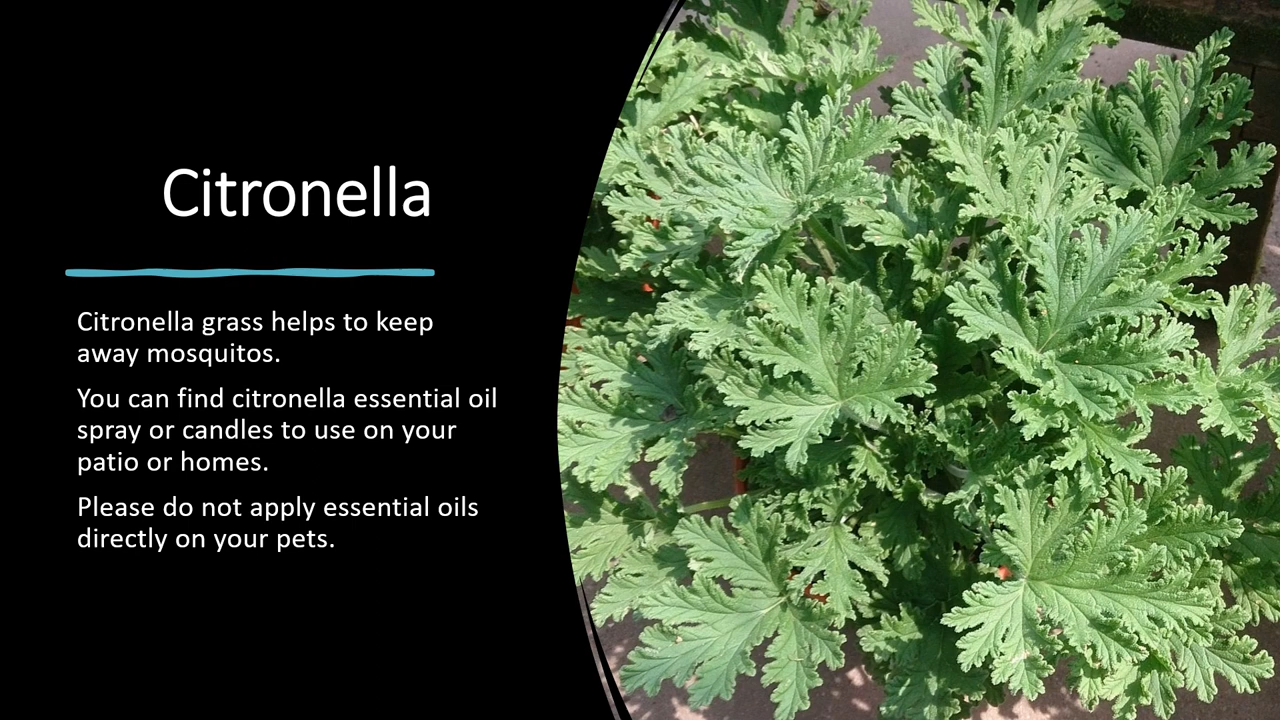 Citronella
Citronella grass helps to keep
away mosquitos.
You can find citronella essential oil
spray or candles to use on your
patio or homes.
Please do not apply essential oils
directly on your pets.